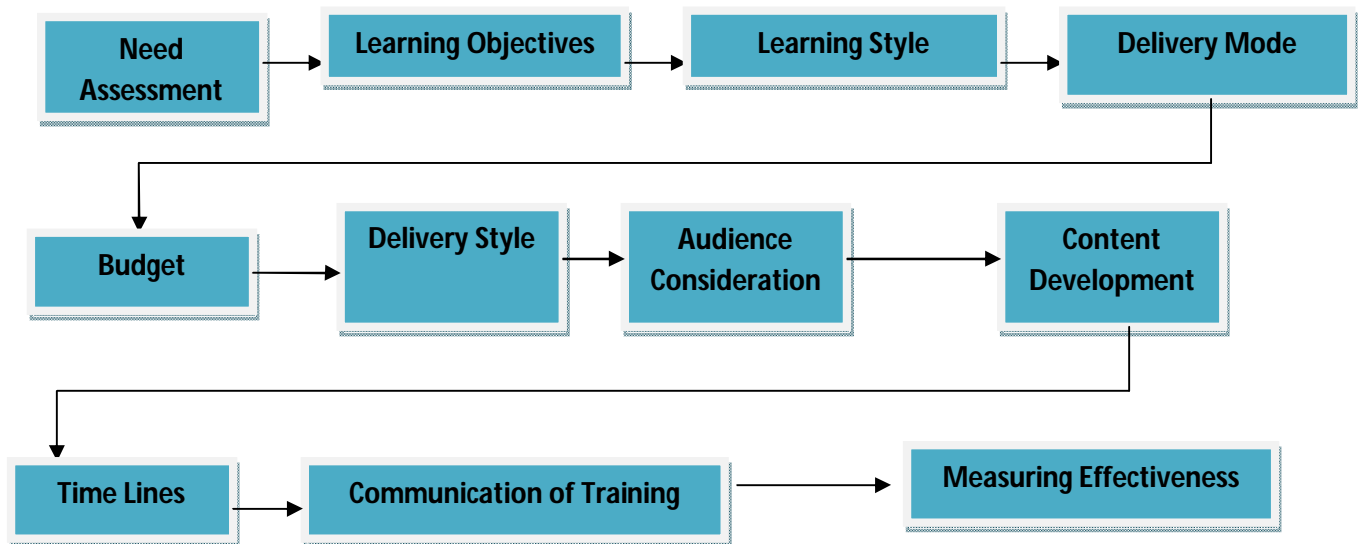 Need
Assessment
Learning Objectives
Learning Style
Delivery Mode
Budget
Delivery Style
Audience
Consideration
Content
Development
Time Lines
Communication of Training
Measuring Effectiveness